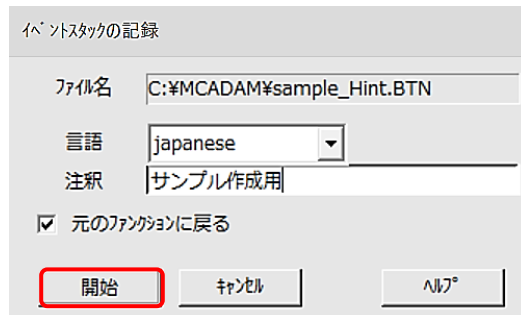 ｲﾍﾞﾝﾄｽﾀｯｸの記録
ﾌｧｲﾙ名 C:¥MCADAM¥sample_Hint.BTN
言語 japanese
注釈 サンプル作成用
元のﾌｧﾝｸｼｮﾝに戻る
開始 ｷｬﾝｾﾙ ﾍﾙﾌﾟ